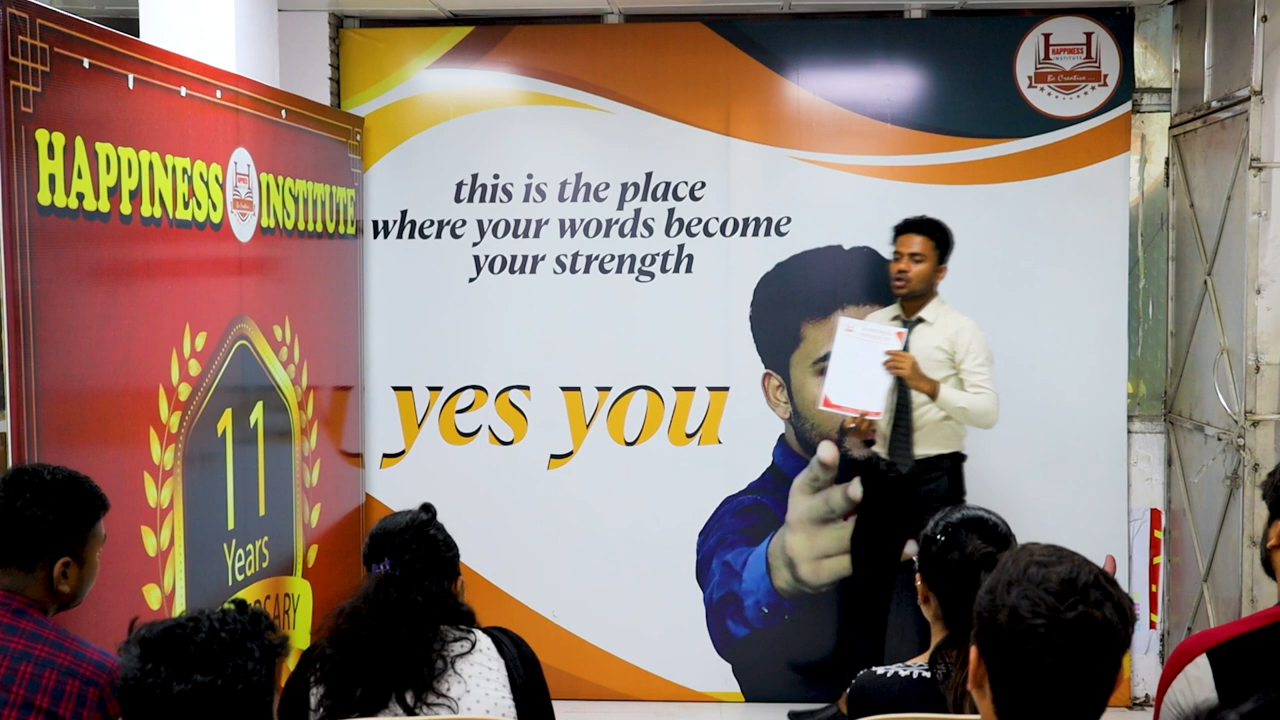 HAPPINESS INSTITUTE
11
Years
this is the place
where your words become
your strength
yes you
HAPPINESS
INSTITUTE
Be Creative ...